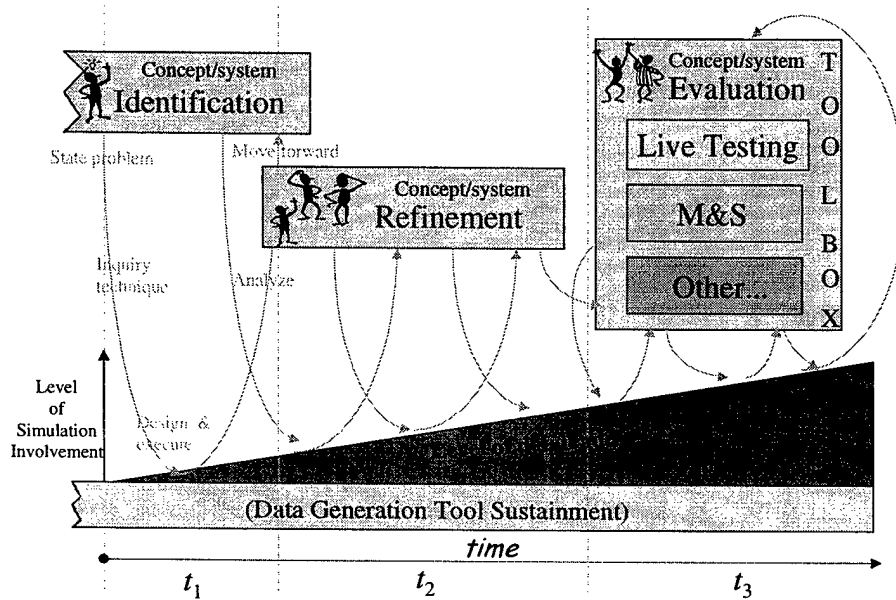 Concept/system
Identification
State problem
Move forward
Concept/system
Refinement
Inquiry
technique
Analyze
Concept/system
Evaluation
Live Testing
M&S
Other...
TOOOLBOX
Level
of
Simulation
Involvement
Design &
execute
(Data Generation Tool Sustainment)
time
t1
t2
t3